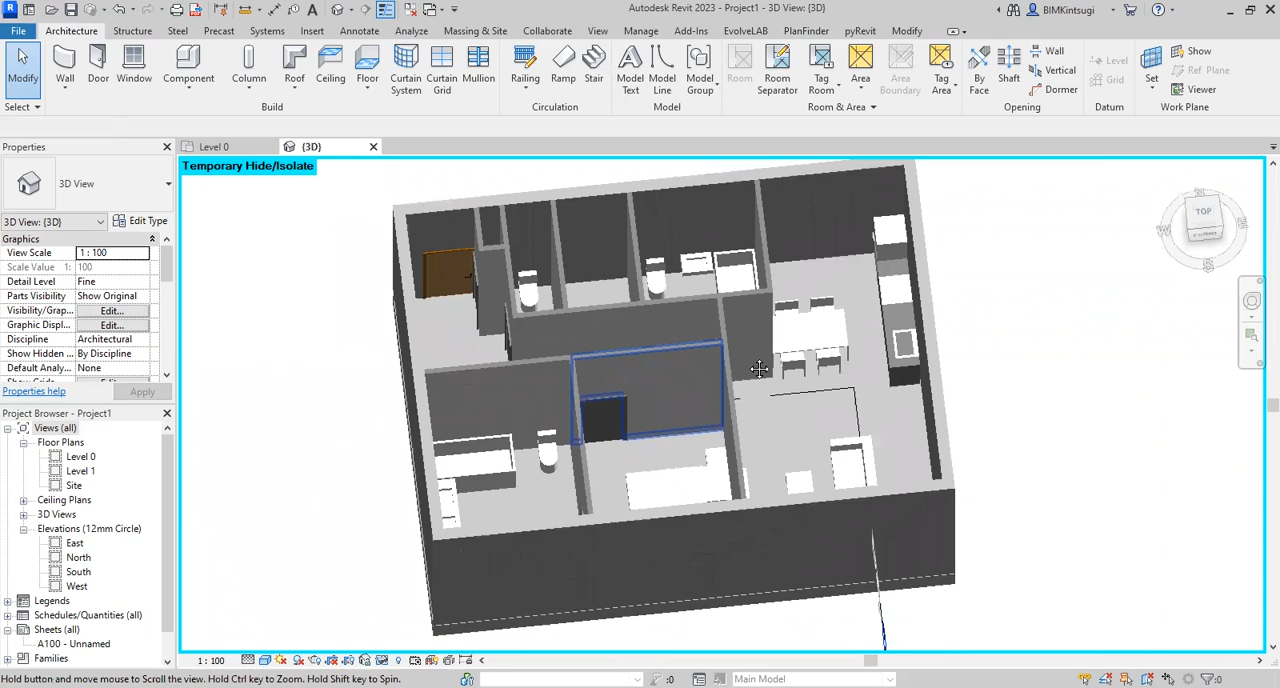 Autodesk Revit 2023 - Project1 - 3D View: {3D}
BIMKintsugi
File Architecture Structure Steel Precast Systems Insert Annotate Analyze Massing & Site Collaborate View Manage Add-Ins EvolveLAB PlanFinder pyRevit Modify
Modify Wall Door Window Component Column Roof Ceiling Floor Curtain System Curtain Grid Mullion Railing Ramp Stair Model Text Model Line Model Group Room Room Separator Tag Room Area Area Boundary Tag Area By Face Shaft Wall Vertical Dormer Level Grid Set Show Ref Plane Viewer
Select Build Circulation Model Room & Area Opening Datum Work Plane
Properties
Level 0
{3D}
Temporary Hide/Isolate
3D View
3D View: {3D}
Edit Type
Graphics
View Scale 1 : 100
Scale Value 1: 100
Detail Level Fine
Parts Visibility Show Original
Visibility/Grap... Edit...
Graphic Displ... Edit...
Discipline Architectural
Show Hidden ... By Discipline
Default Analy... None
Properties help
Apply
Project Browser - Project1
Views (all)
Floor Plans
Level 0
Level 1
Site
Ceiling Plans
3D Views
Elevations (12mm Circle)
East
North
South
West
Legends
Schedules/Quantities (all)
Sheets (all)
A100 - Unnamed
Families
TOP
1 : 100
Hold button and move mouse to Scroll the view. Hold Ctrl key to Zoom. Hold Shift key to Spin.
:0
Main Model
:0